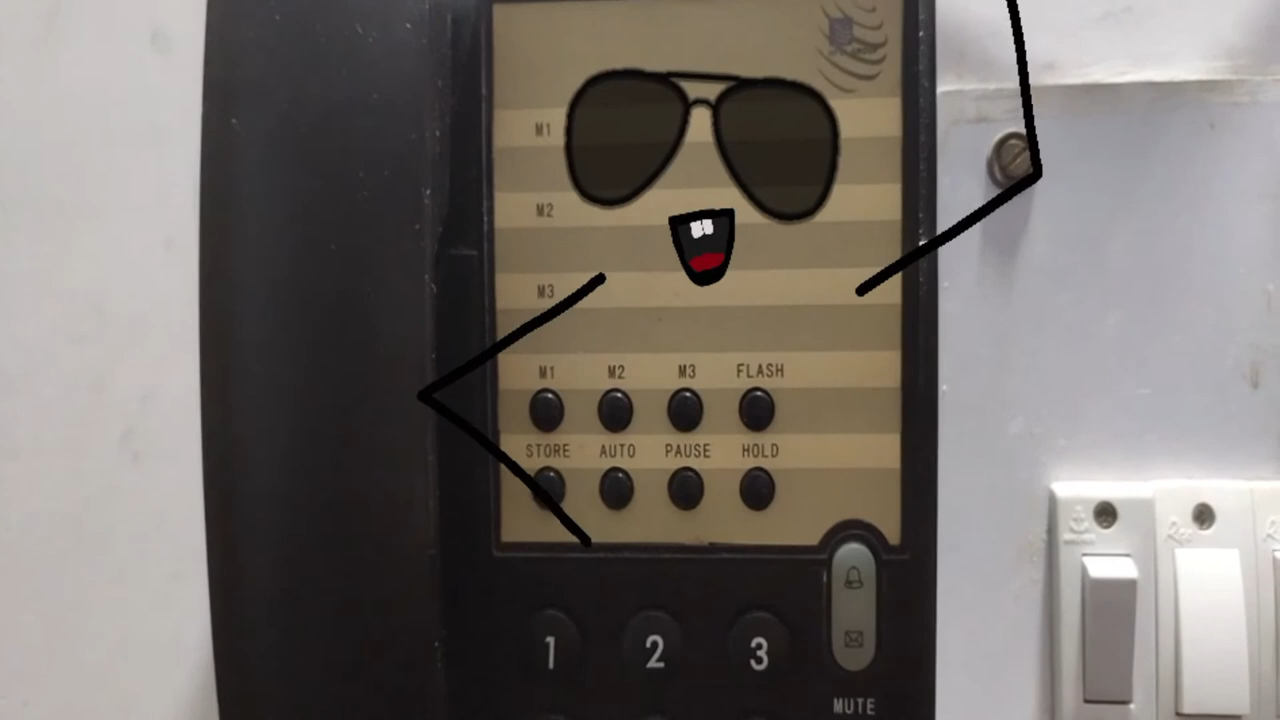 M1
M2
M3
M1 M2 M3 FLASH
STORE AUTO PAUSE HOLD
1 2 3
MUTE